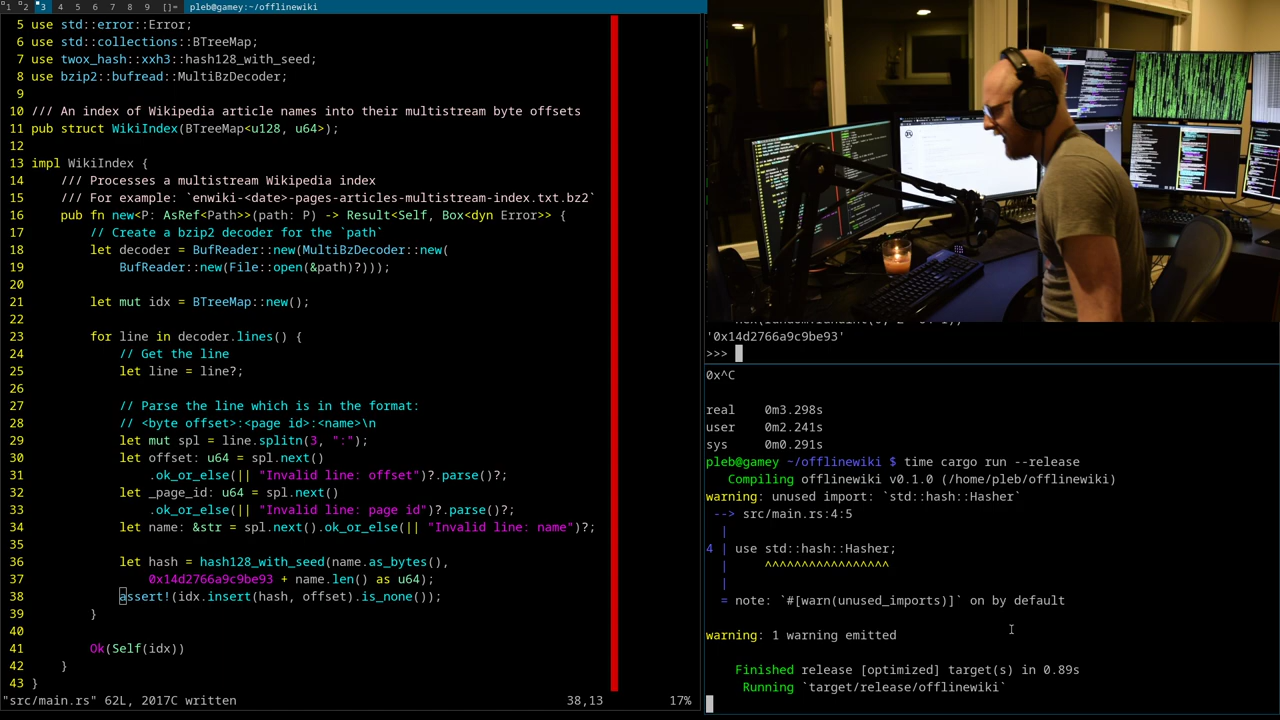 1 2 3 4 5 6 7 8 9 []= pleb@gamey:~/offlinewiki
5 use std::error::Error;
6 use std::collections::BTreeMap;
7 use twox_hash::xxh3::hash128_with_seed;
8 use bzip2::bufread::MultiBzDecoder;
9
10 /// An index of Wikipedia article names into their multistream byte offsets
11 pub struct WikiIndex(BTreeMap<u128, u64>);
12
13 impl WikiIndex {
14 /// Processes a multistream Wikipedia index
15 /// For example: `enwiki-<date>-pages-articles-multistream-index.txt.bz2`
16 pub fn new<P: AsRef<Path>>(path: P) -> Result<Self, Box<dyn Error>> {
17 // Create a bzip2 decoder for the `path`
18 let decoder = BufReader::new(MultiBzDecoder::new(
19 BufReader::new(File::open(&path)?)));
20
21 let mut idx = BTreeMap::new();
22
23 for line in decoder.lines() {
24 // Get the line
25 let line = line?;
26
27 // Parse the line which is in the format:
28 // <byte offset>:<page id>:<name>\n
29 let mut spl = line.splitn(3, ":");
30 let offset: u64 = spl.next()
31 .ok_or_else(|| "Invalid line: offset")?.parse()?;
32 let _page_id: u64 = spl.next()
33 .ok_or_else(|| "Invalid line: page id")?.parse()?;
34 let name: &str = spl.next().ok_or_else(|| "Invalid line: name")?;
35
36 let hash = hash128_with_seed(name.as_bytes(),
37 0x14d2766a9c9be93 + name.len() as u64);
38 assert!(idx.insert(hash, offset).is_none());
39 }
40
41 Ok(Self(idx))
42 }
43 }
"src/main.rs" 62L, 2017C written 38,13 17%
'0x14d2766a9c9be93'
>>>
0x^C
real 0m3.298s
user 0m2.241s
sys 0m0.291s
pleb@gamey ~/offlinewiki $ time cargo run --release
Compiling offlinewiki v0.1.0 (/home/pleb/offlinewiki)
warning: unused import: `std::hash::Hasher`
--> src/main.rs:4:5
|
4 | use std::hash::Hasher;
| ^^^^^^^^^^^^^^^^^
|
= note: `#[warn(unused_imports)]` on by default
warning: 1 warning emitted
Finished release [optimized] target(s) in 0.89s
Running `target/release/offlinewiki`